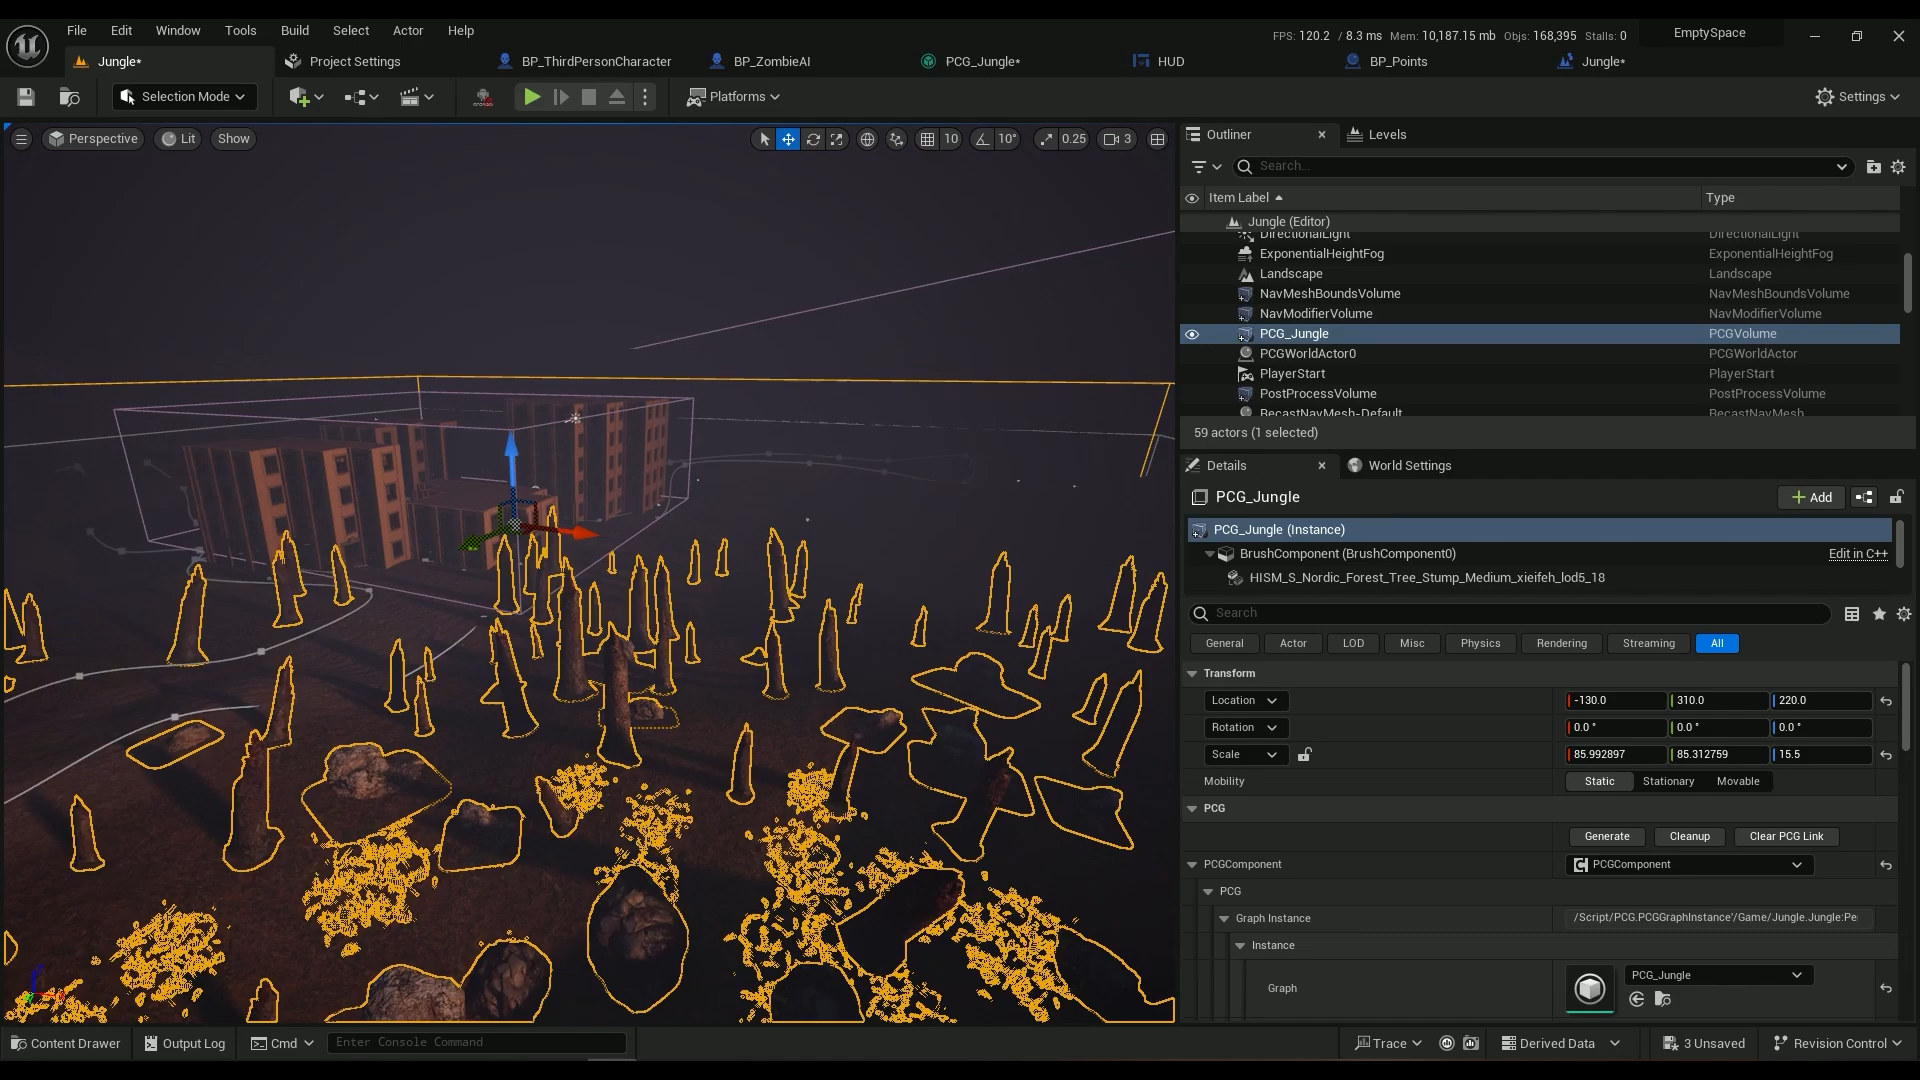 File Edit Window Tools Build Select Actor Help
FPS: 120.2 / 8.3 ms Mem: 10,187.15 mb Objs: 168,395 Stalls: 0
EmptySpace
Jungle*
Project Settings
BP_ThirdPersonCharacter
BP_ZombieAI
PCG_Jungle*
HUD
BP_Points
Jungle*
Selection Mode
Platforms
Settings
Perspective
Lit
Show
10
10°
0.25
3
Outliner
Levels
Search...
Item Label
Type
Jungle (Editor)
DirectionalLight DirectionalLight
ExponentialHeightFog ExponentialHeightFog
Landscape Landscape
NavMeshBoundsVolume NavMeshBoundsVolume
NavModifierVolume NavModifierVolume
PCG_Jungle PCGVolume
PCGWorldActor0 PCGWorldActor
PlayerStart PlayerStart
PostProcessVolume PostProcessVolume
RecastNavMesh-Default RecastNavMesh
59 actors (1 selected)
Details
World Settings
PCG_Jungle
Add
PCG_Jungle (Instance)
BrushComponent (BrushComponent0)
Edit in C++
HISM_S_Nordic_Forest_Tree_Stump_Medium_xieifeh_lod5_18
Search
General Actor LOD Misc Physics Rendering Streaming All
Transform
Location -130.0 310.0 220.0
Rotation 0.0 ° 0.0 ° 0.0 °
Scale 85.992897 85.312759 15.5
Mobility Static Stationary Movable
PCG
Generate Cleanup Clear PCG Link
PCGComponent PCGComponent
PCG
Graph Instance /Script/PCG.PCGGraphInstance'/Game/Jungle.Jungle:Pe
Instance
PCG_Jungle
Graph
Content Drawer
Output Log
Cmd
Enter Console Command
Trace
Derived Data
3 Unsaved
Revision Control